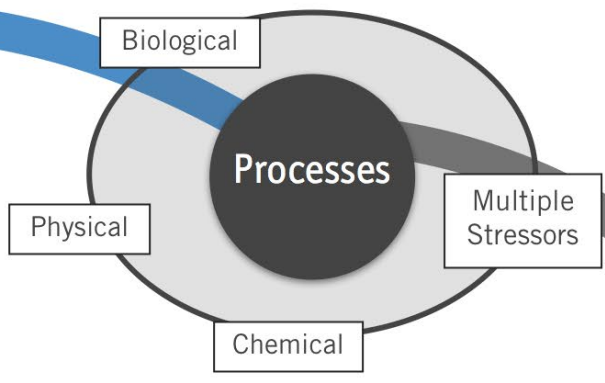 Biological
Processes
Physical
Multiple
Stressors
Chemical